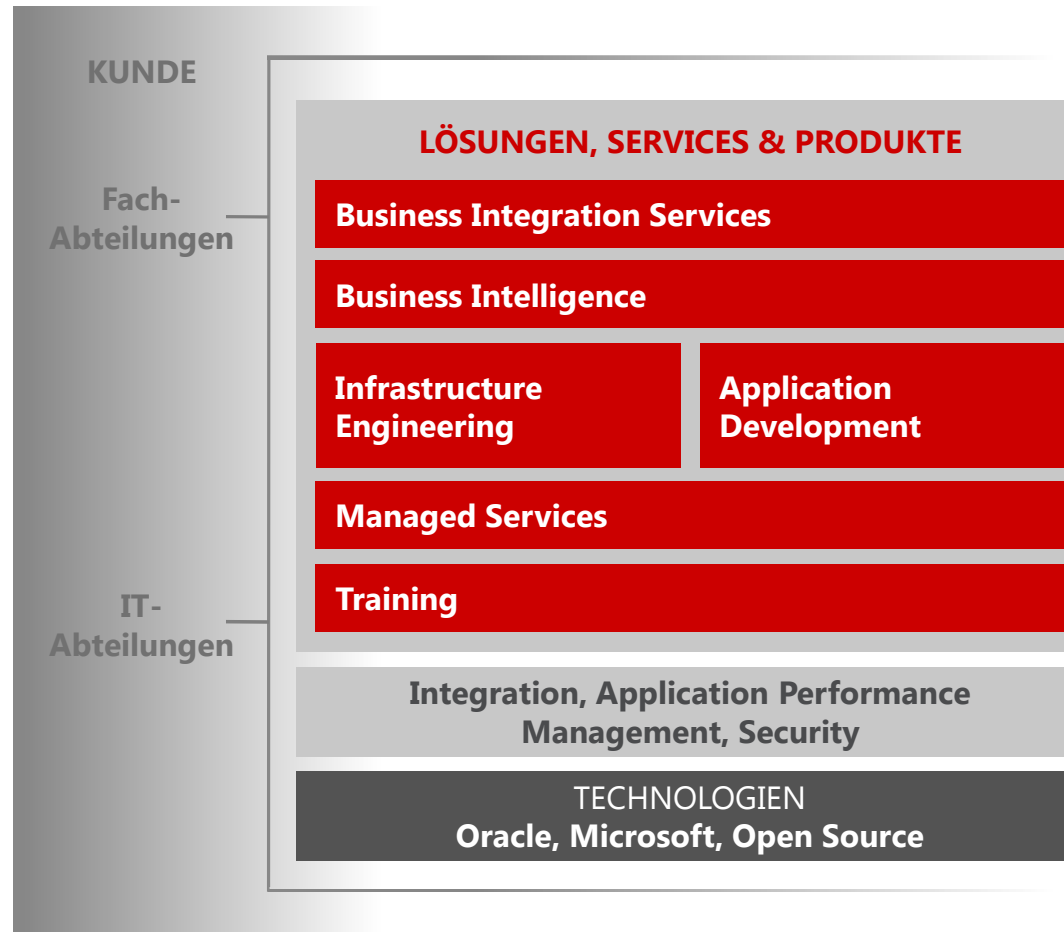 KUNDE
Fach-
Abteilungen
IT-
Abteilungen
LÖSUNGEN, SERVICES & PRODUKTE
Business Integration Services
Business Intelligence
Infrastructure
Engineering
Application
Development
Managed Services
Training
Integration, Application Performance
Management, Security
TECHNOLOGIEN
Oracle, Microsoft, Open Source